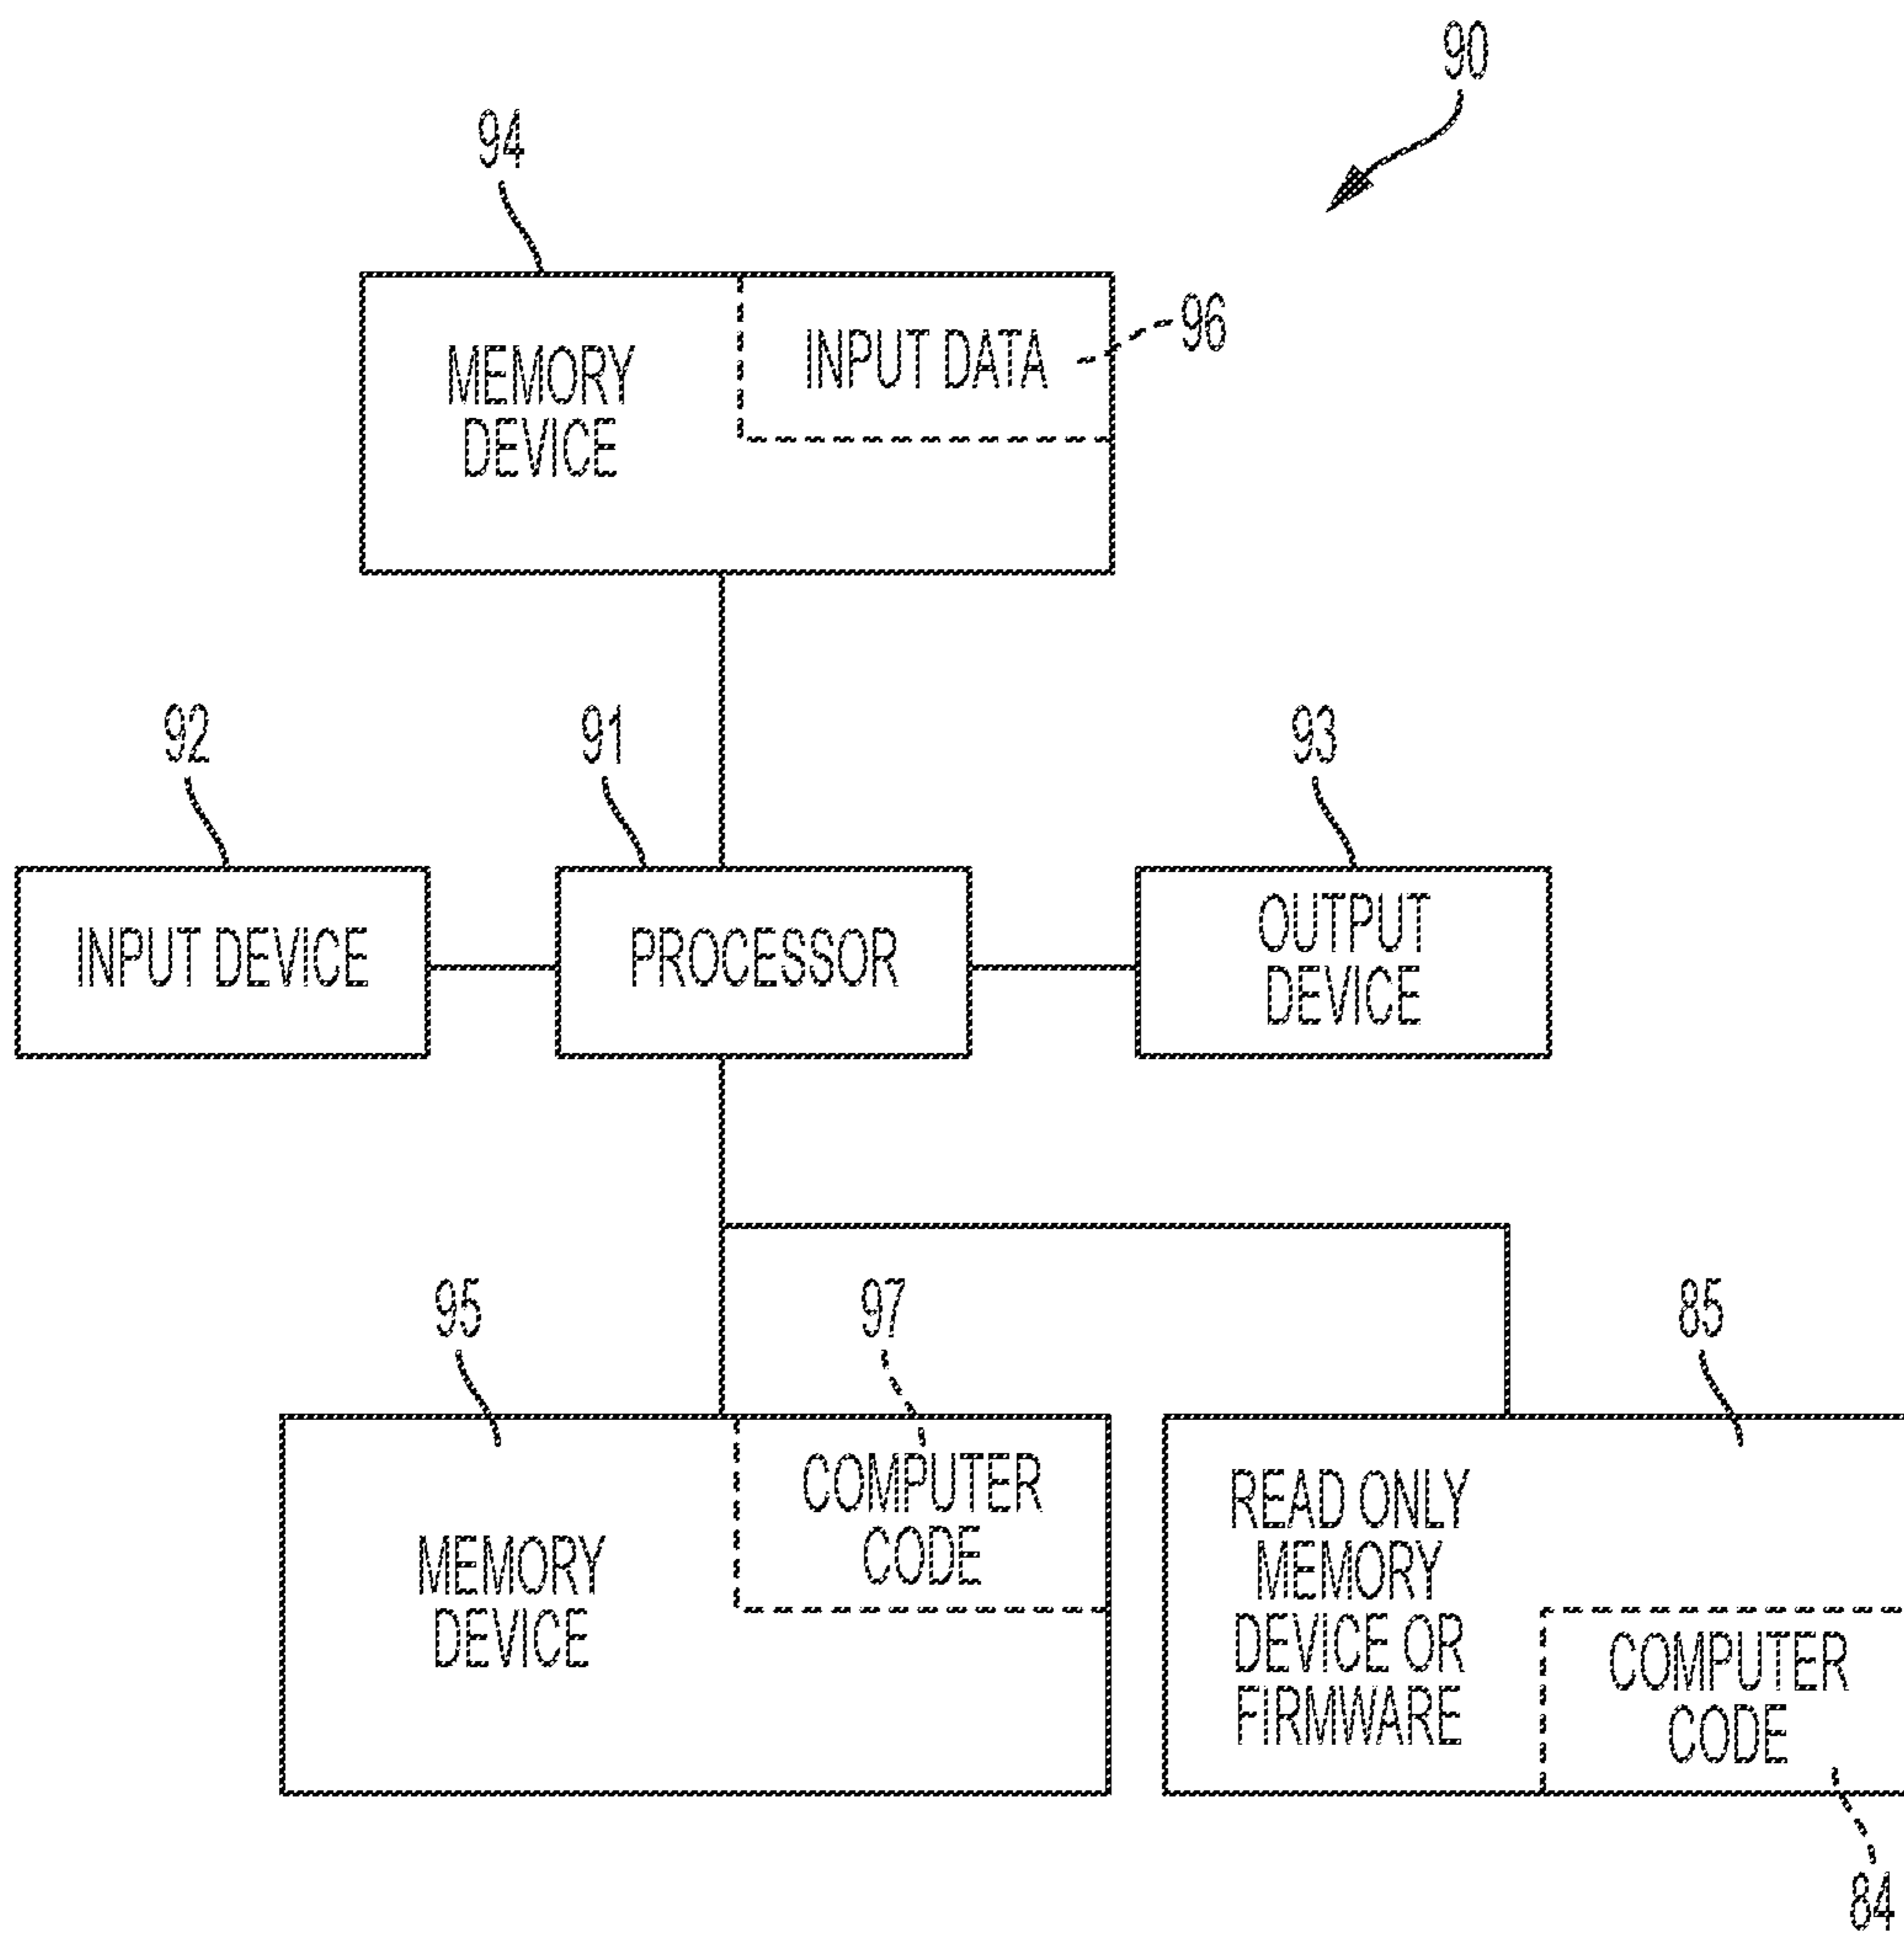 90
94
MEMORY
DEVICE
INPUT DATA
96
92
91
93
INPUT DEVICE
PROCESSOR
OUTPUT
DEVICE
95
97
85
MEMORY
DEVICE
COMPUTER
CODE
READ ONLY
MEMORY
DEVICE OR
FIRMWARE
COMPUTER
CODE
84